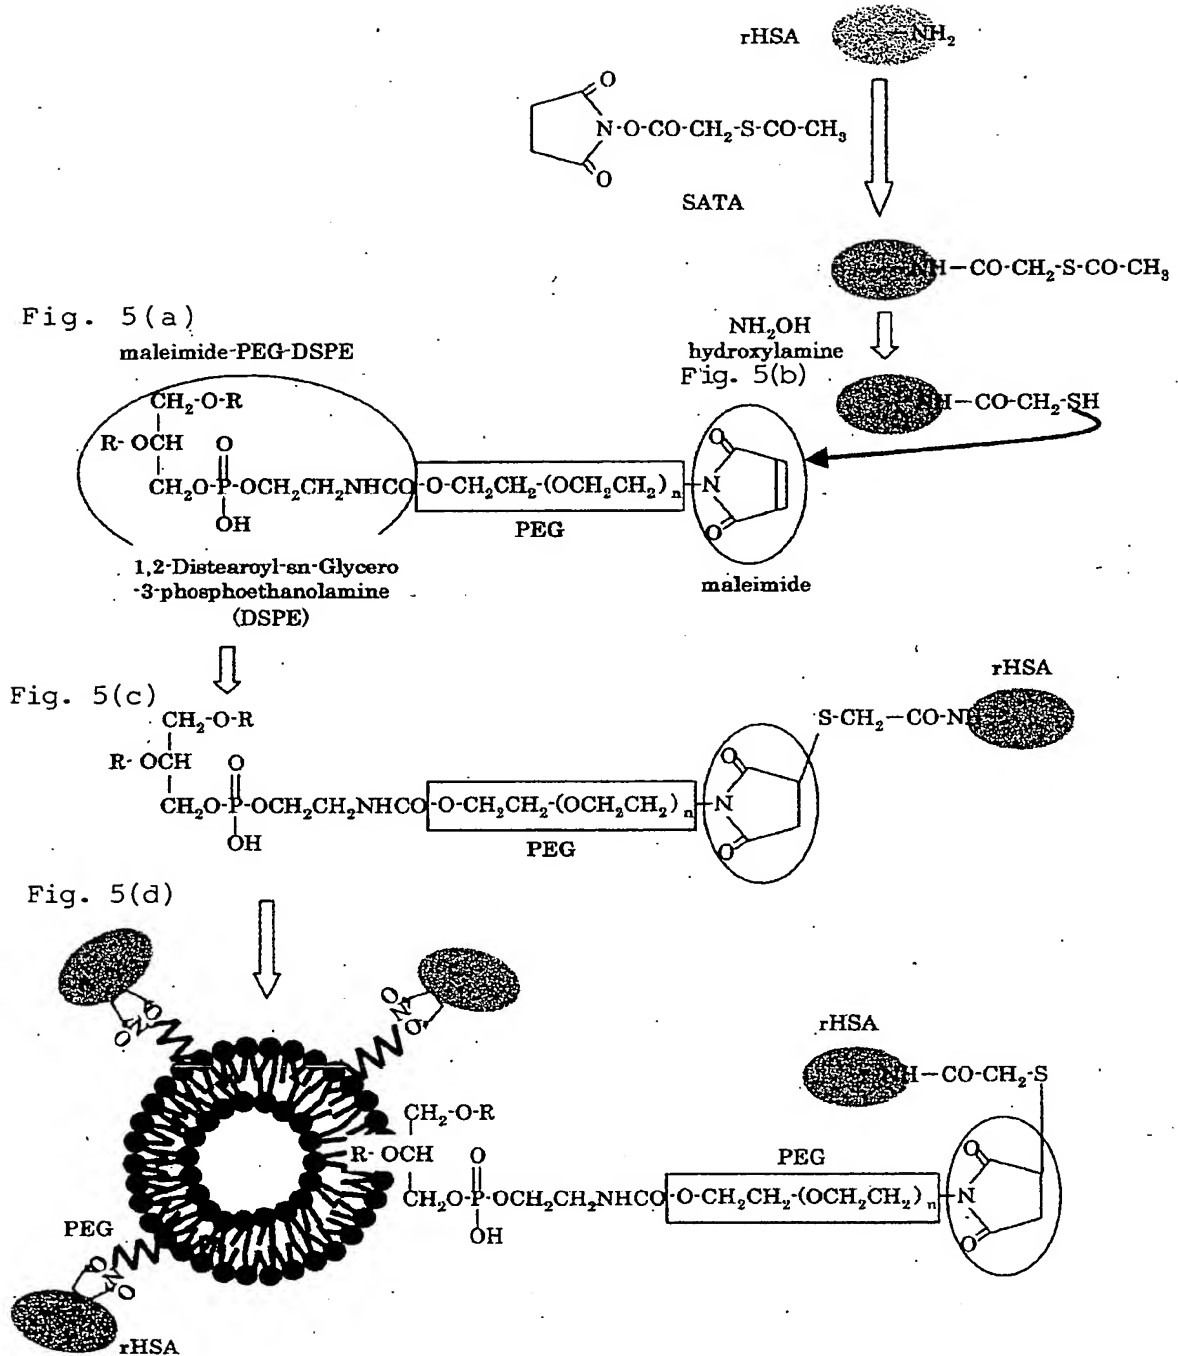 rHSA
NH2
O
N-O-CO-CH2-S-CO-CH3
O
SATA
NH-CO-CH2-S-CO-CH3
Fig. 5(a)
NH2OH
hydroxylamine
maleimide-PEG-DSPE
Fig. 5(b)
NH-CO-CH2-SH
CH2-O-R
R-OCH
O
O
CH2O-P-OCH2CH2NHCO-O-CH2CH2-(OCH2CH2)n-N
OH
O
PEG
1,2-Distearoyl-sn-Glycero
-3-phosphoethanolamine
(DSPE)
maleimide
rHSA
Fig. 5(c)
CH2-O-R
S-CH2-CO-NH
R-OCH
O
O
CH2O-P-OCH2CH2NHCO-O-CH2CH2-(OCH2CH2)n-N
OH
O
PEG
Fig. 5(d)
O
N
O
O
N
O
rHSA
NH-CO-CH2-S
CH2-O-R
R-OCH
O
PEG
O
CH2O-P-OCH2CH2NHCO-O-CH2CH2-(OCH2CH2)n-N
OH
O
PEG
O
N
O
rHSA